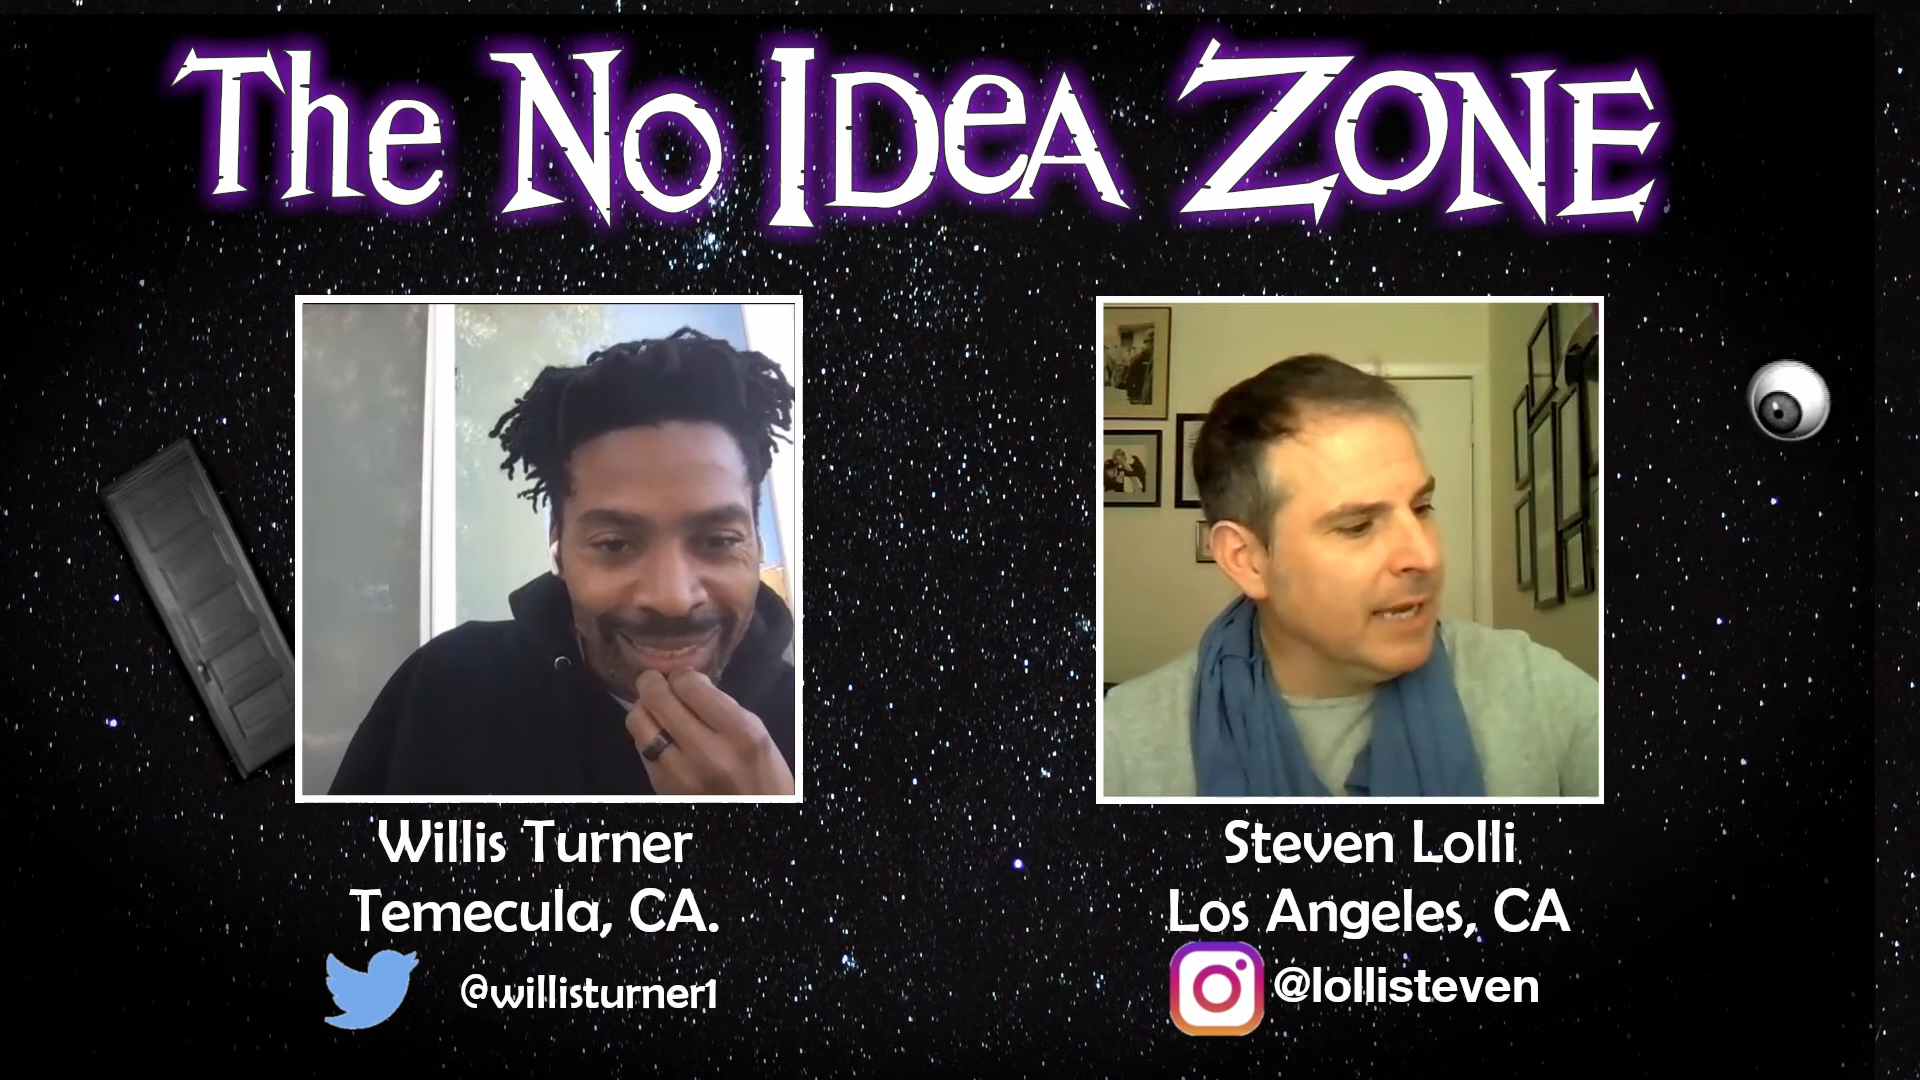 The No Idea Zone
Willis Turner
Temecula, CA.
@willisturner1
Steven Lolli
Los Angeles, CA
@lollisteven